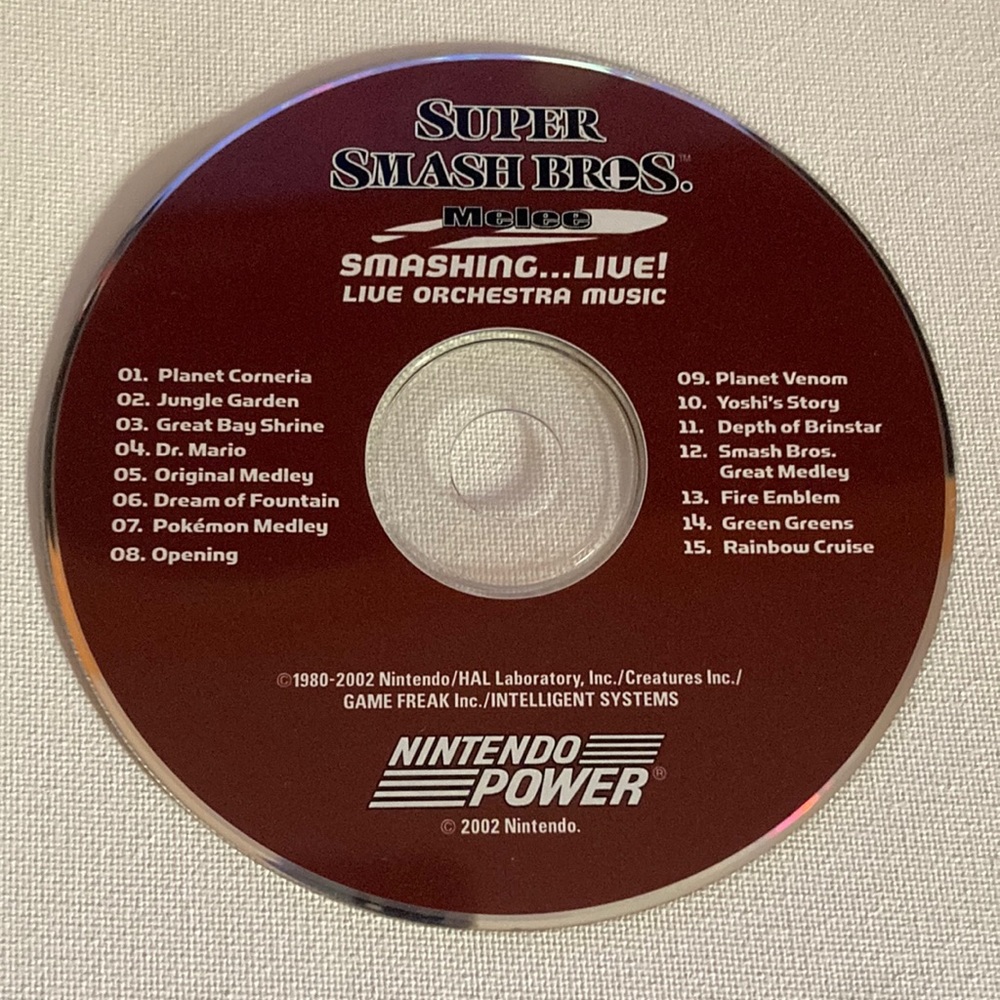 SUPER
SMASH BROS.™
Melee
SMASHING...LIVE!
LIVE ORCHESTRA MUSIC
01. Planet Corneria
02. Jungle Garden
03. Great Bay Shrine
04. Dr. Mario
05. Original Medley
06. Dream of Fountain
07. Pokémon Medley
08. Opening
09. Planet Venom
10. Yoshi's Story
11. Depth of Brinstar
12. Smash Bros.
Great Medley
13. Fire Emblem
14. Green Greens
15. Rainbow Cruise
©1980-2002 Nintendo/HAL Laboratory, Inc./Creatures Inc./
GAME FREAK Inc./INTELLIGENT SYSTEMS
NINTENDO
POWER®
© 2002 Nintendo.